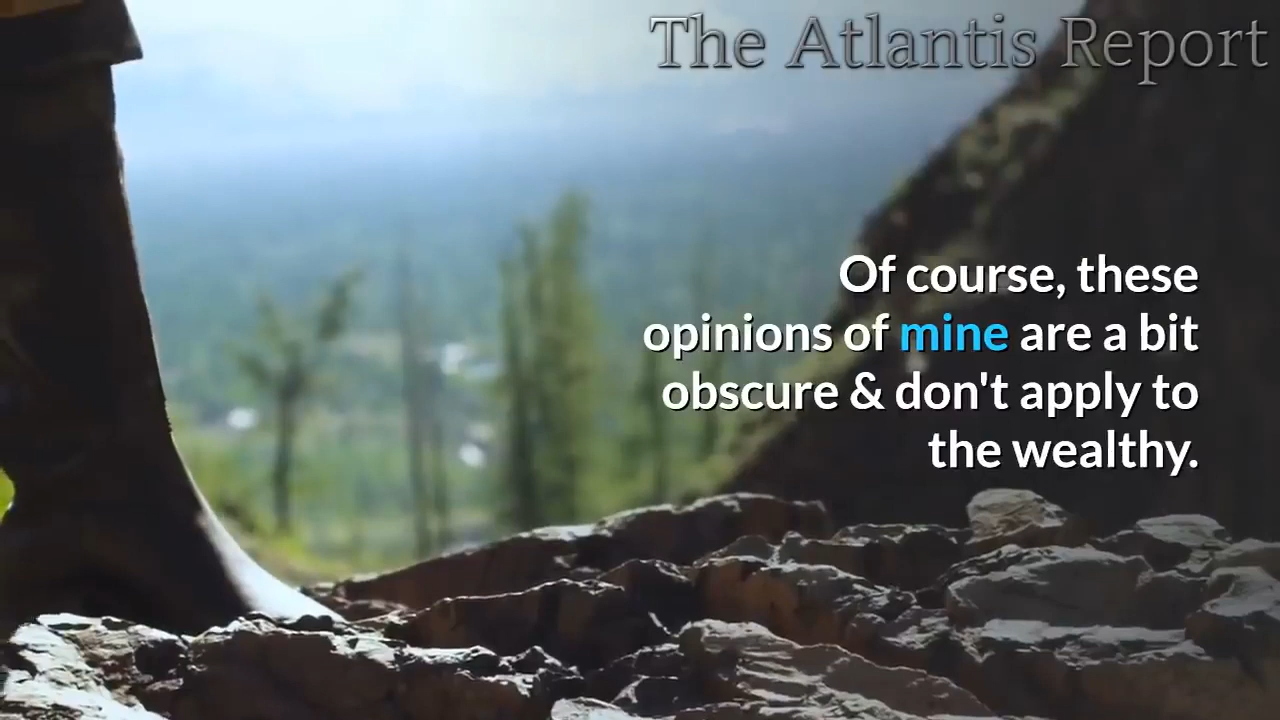 The Atlantis Report
Of course, these
opinions of mine are a bit
obscure & don't apply to
the wealthy.